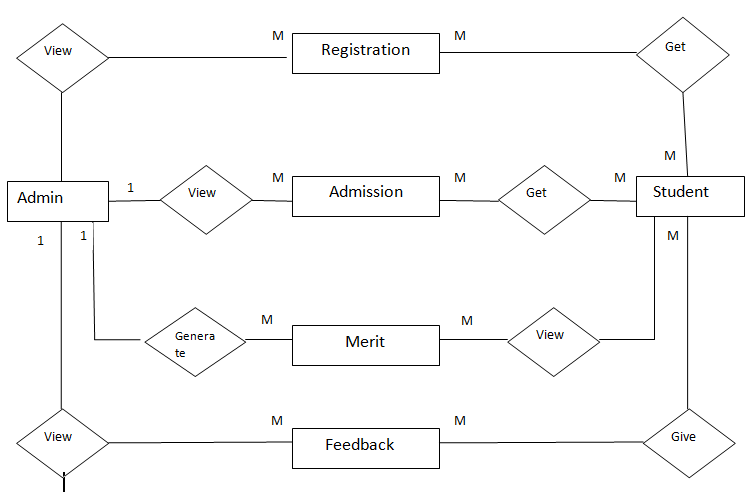 M
M
View
Registration
Get
M
1
M
M
M
Admin
View
Admission
Get
Student
1
1
M
M
M
Genera
te
Merit
View
M
M
View
Feedback
Give